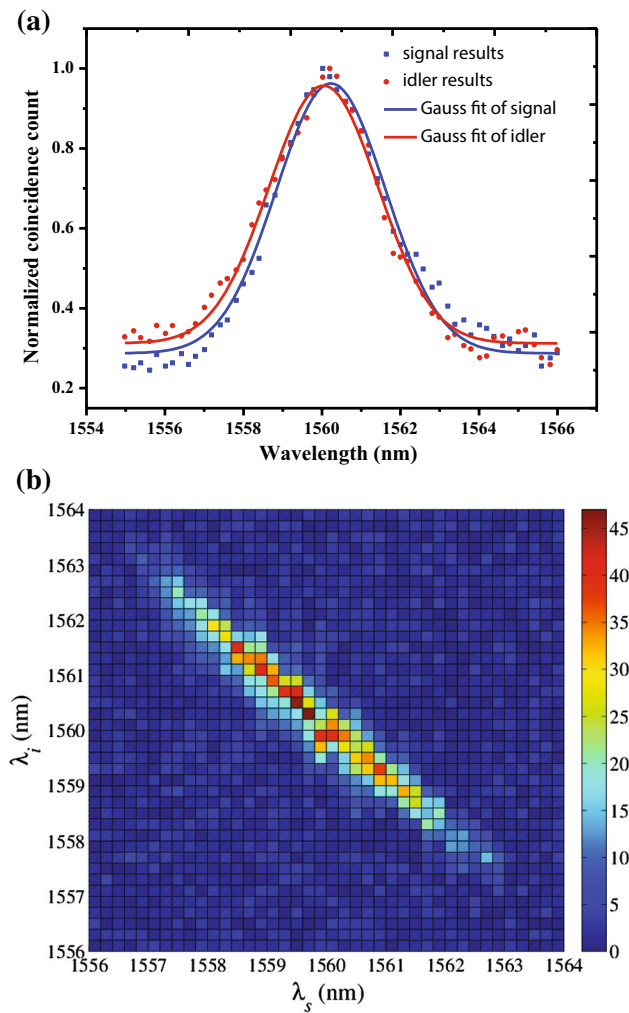 (a)
signal results
idler results
Gauss fit of signal
Gauss fit of idler
Normalized coincidence count
1.0
0.8
0.6
0.4
0.2
1554 1556 1558 1560 1562 1564 1566
Wavelength (nm)
(b)
λi (nm)
1564
1563
1562
1561
1560
1559
1558
1557
1556
1556 1557 1558 1559 1560 1561 1562 1563 1564
λs (nm)
45
40
35
30
25
20
15
10
5
0